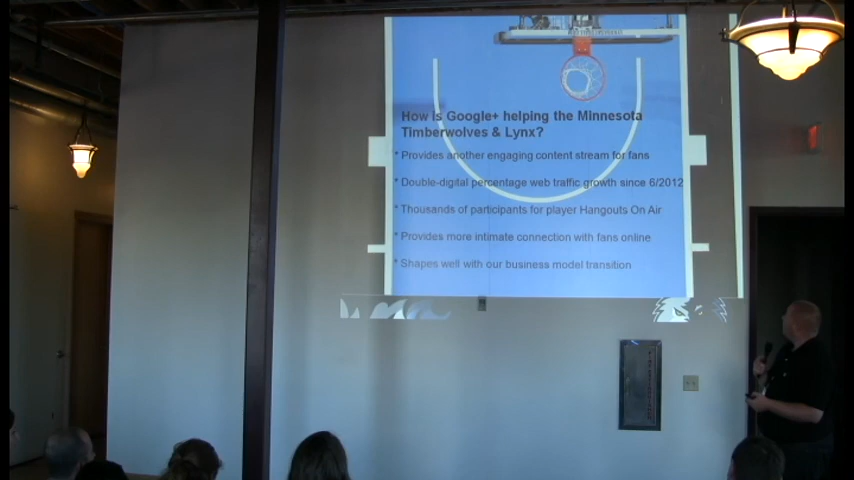 How is Google+ helping the Minnesota
Timberwolves & Lynx?
* Provides another engaging content stream for fans
* Double-digital percentage web traffic growth since 6/2012
* Thousands of participants for player Hangouts On Air
* Provides more intimate connection with fans online
* Shapes well with our business model transition